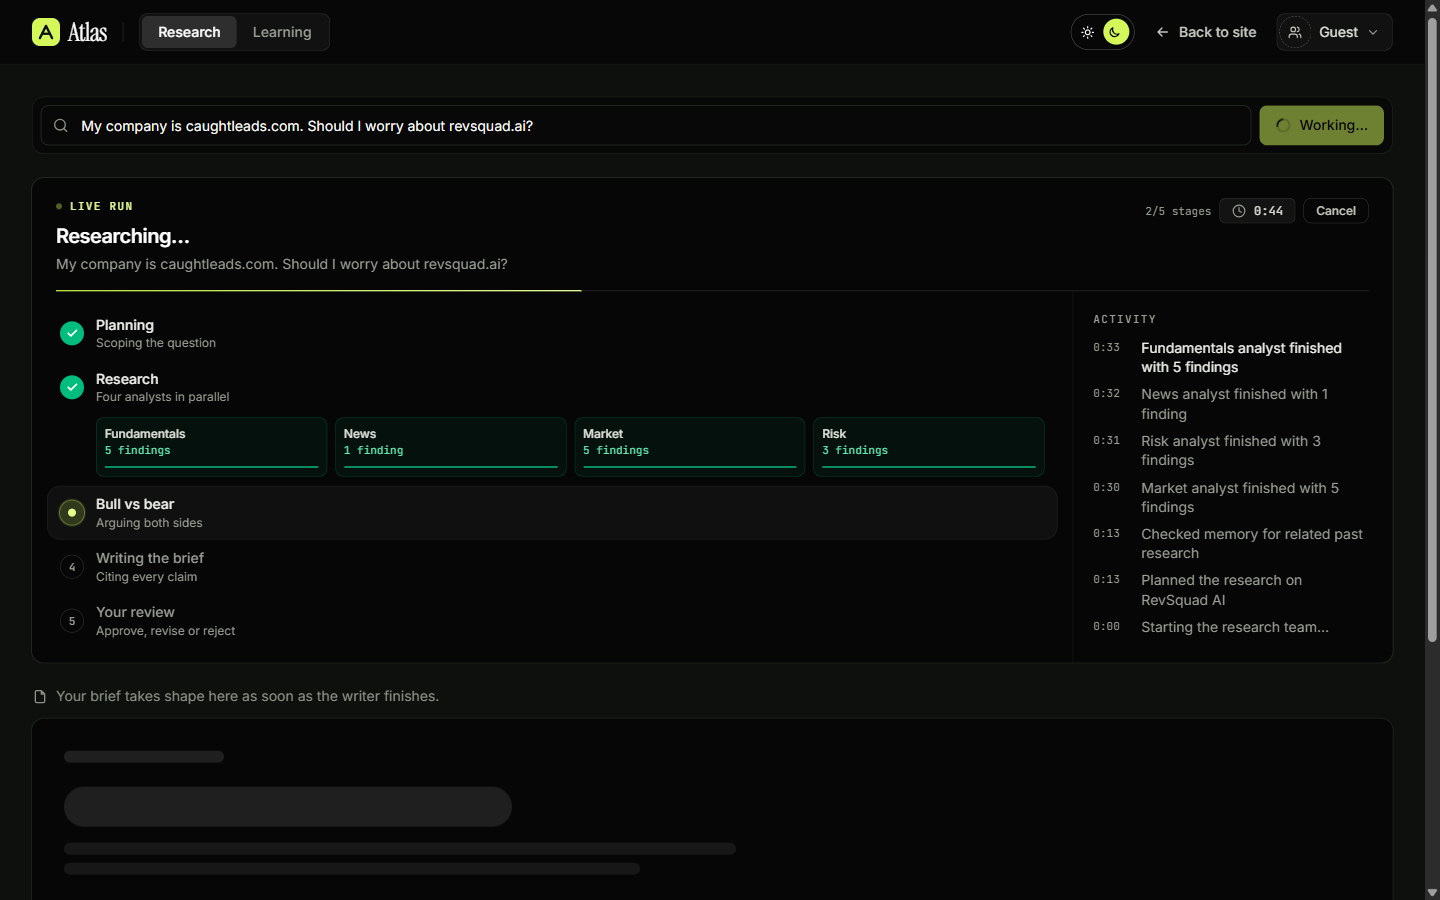 Atlas
Research
Learning
Back to site
Guest
My company is caughtleads.com. Should I worry about revsquad.ai?
Working...
LIVE RUN
2/5 stages
0:44
Cancel
Researching...
My company is caughtleads.com. Should I worry about revsquad.ai?
Planning
Scoping the question
Research
Four analysts in parallel
Fundamentals
5 findings
News
1 finding
Market
5 findings
Risk
3 findings
Bull vs bear
Arguing both sides
4
Writing the brief
Citing every claim
5
Your review
Approve, revise or reject
ACTIVITY
0:33 Fundamentals analyst finished
with 5 findings
0:32 News analyst finished with 1
finding
0:31 Risk analyst finished with 3
findings
0:30 Market analyst finished with 5
findings
0:13 Checked memory for related past
research
0:13 Planned the research on
RevSquad AI
0:00 Starting the research team...
Your brief takes shape here as soon as the writer finishes.